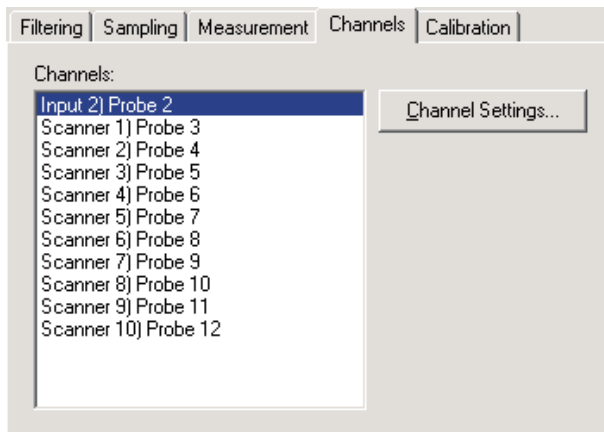 Filtering Sampling Measurement Channels Calibration
Channels:
Input 2) Probe 2
Channel Settings...
Scanner 1) Probe 3
Scanner 2) Probe 4
Scanner 3) Probe 5
Scanner 4) Probe 6
Scanner 5) Probe 7
Scanner 6) Probe 8
Scanner 7) Probe 9
Scanner 8) Probe 10
Scanner 9) Probe 11
Scanner 10) Probe 12